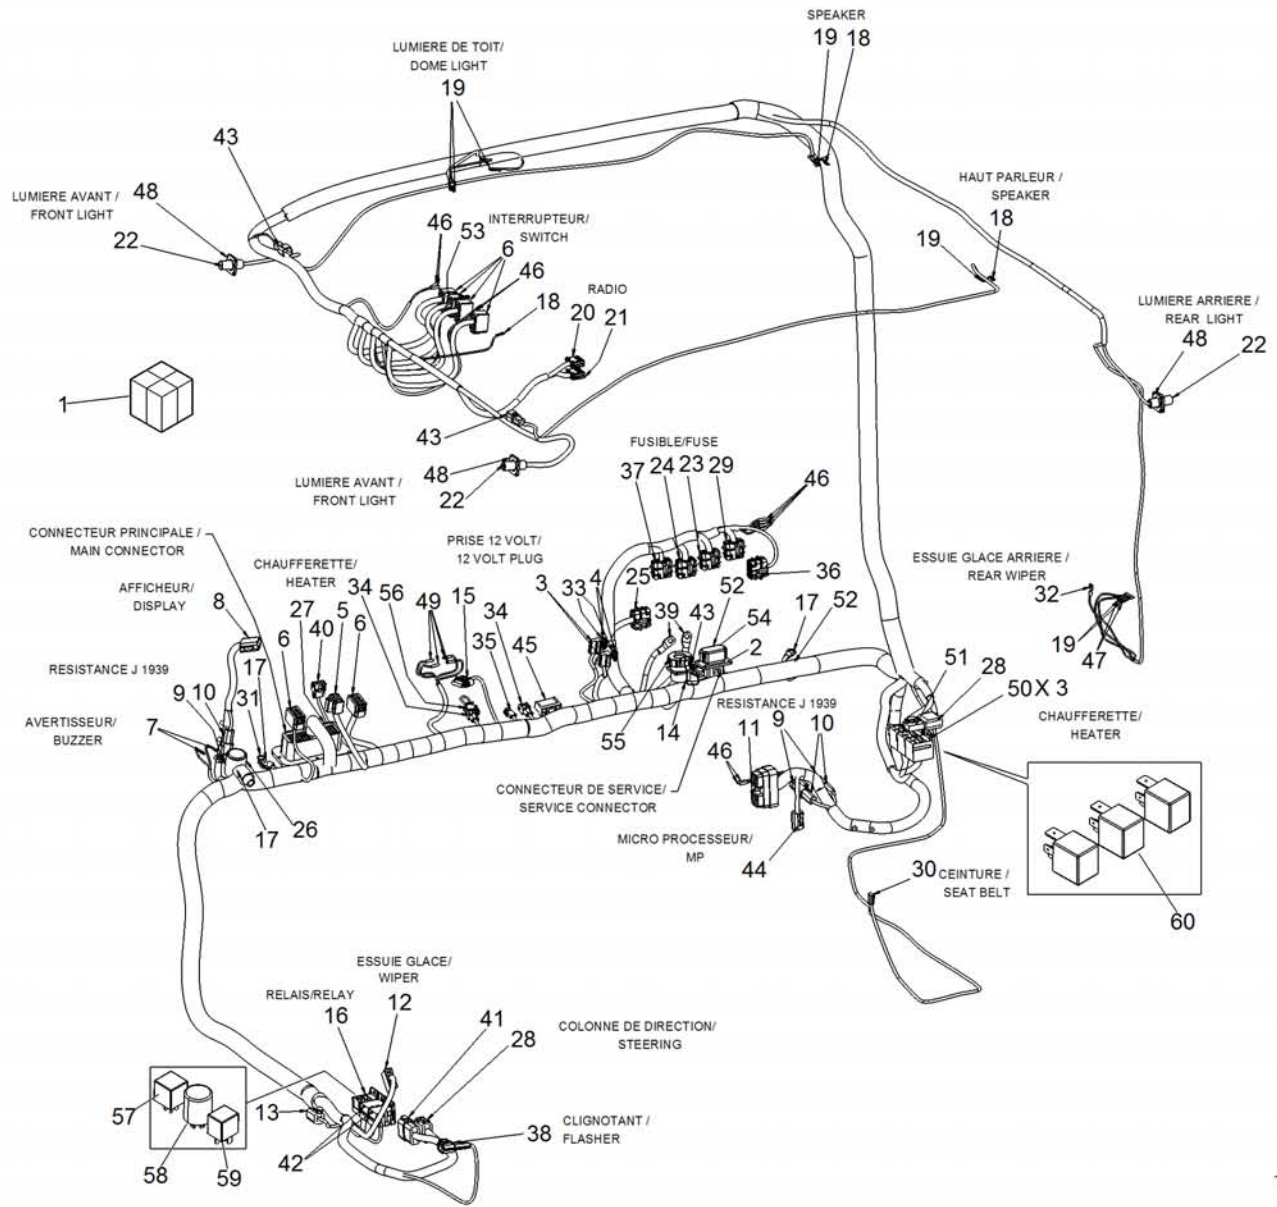 SPEAKER
19 18
LUMIERE DE TOIT/
DOME LIGHT
19
43
LUMIERE AVANT /
FRONT LIGHT
48
22
HAUT PARLEUR /
SPEAKER
18
19
46
53
INTERRUPTEUR/
SWITCH
6
46
18
RADIO
20 21
LUMIERE ARRIERE /
REAR LIGHT
48
22
1
43
48
22
LUMIERE AVANT /
FRONT LIGHT
FUSIBLE/FUSE
37 24 23 29
46
36
CONNECTEUR PRINCIPALE /
MAIN CONNECTOR
AFFICHEUR/
DISPLAY
8
CHAUFFERETTE/
HEATER
27
6
40
5
6
PRISE 12 VOLT/
12 VOLT PLUG
34
56
49
15
34
35
45
3
33
4
25
39
43
52
54
2
17
52
ESSUIE GLACE ARRIERE /
REAR WIPER
32
19
47
RESISTANCE J 1939
9
10
17
31
AVERTISSEUR/
BUZZER
7
17
26
55
14
RESISTANCE J 1939
11
9
10
46
CONNECTEUR DE SERVICE/
SERVICE CONNECTOR
MICRO PROCESSEUR/
MP
44
51
28
50 X 3
CHAUFFERETTE/
HEATER
60
30
CEINTURE /
SEAT BELT
ESSUIE GLACE/
WIPER
12
RELAIS/RELAY
16
41
28
COLONNE DE DIRECTION/
STEERING
57
58
59
13
42
38
CLIGNOTANT /
FLASHER